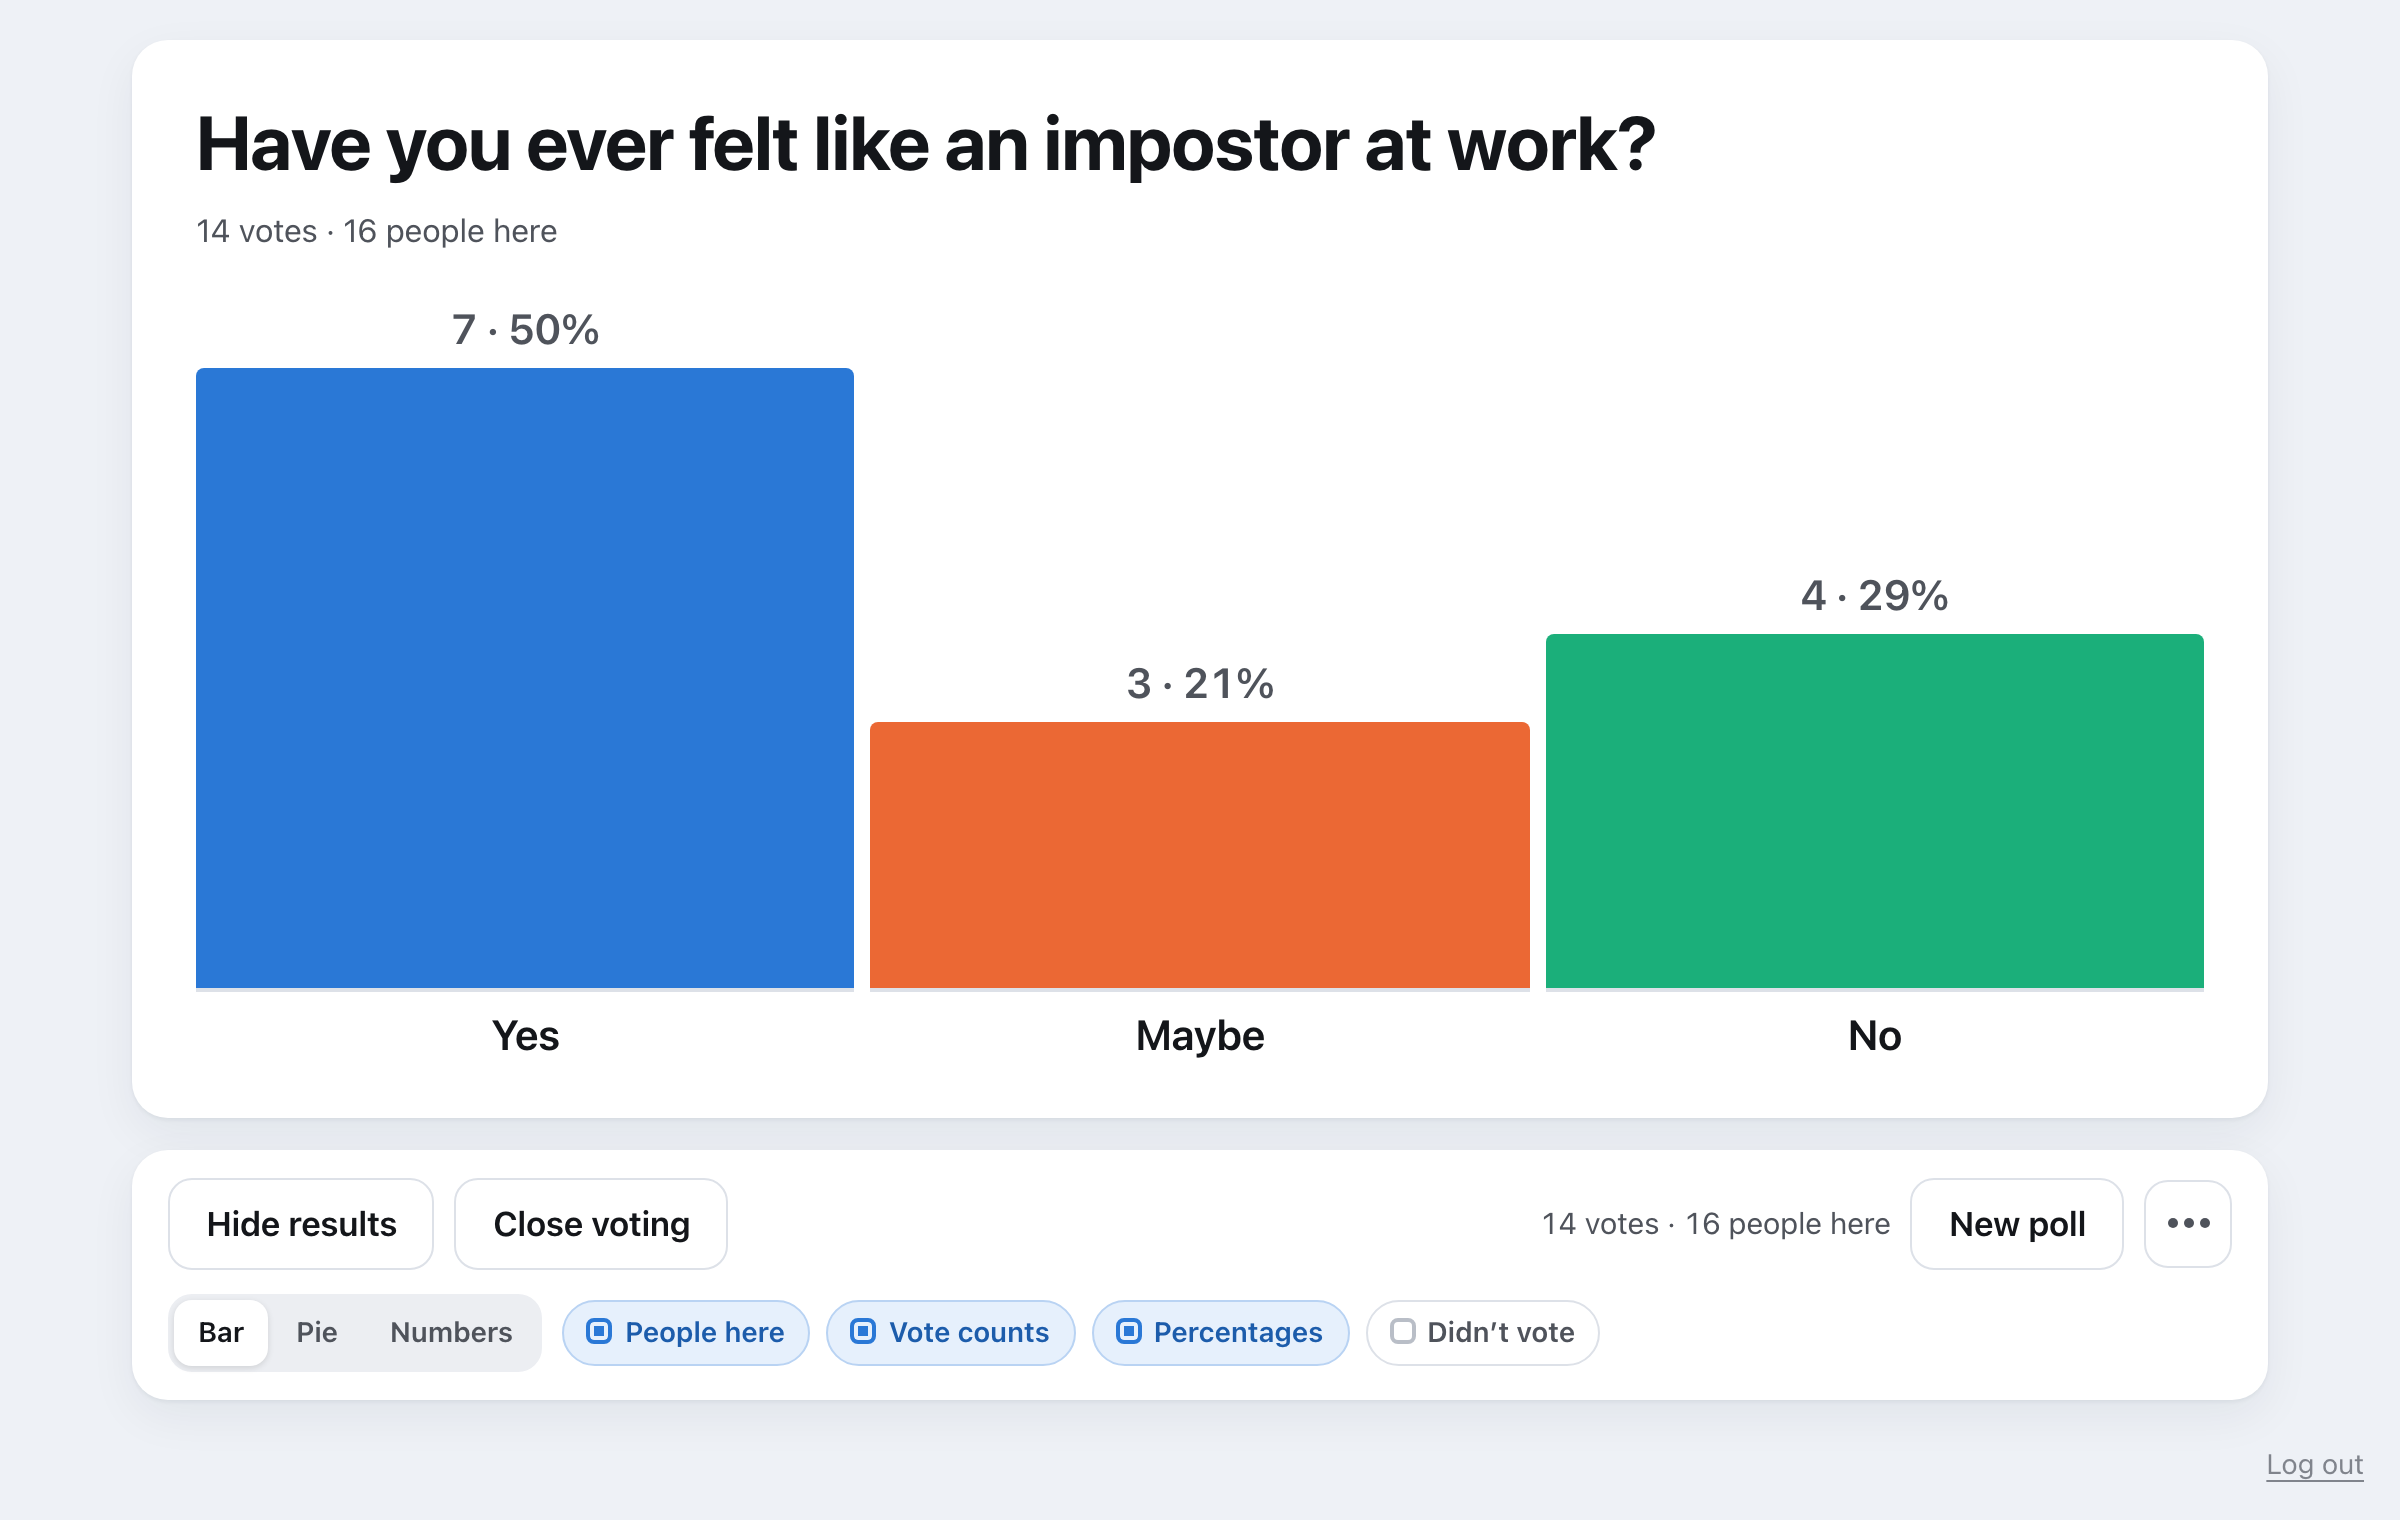 Have you ever felt like an impostor at work?
14 votes · 16 people here
7 · 50%
3 · 21%
4 · 29%
Yes
Maybe
No
Hide results
Close voting
14 votes · 16 people here
New poll
Bar
Pie
Numbers
People here
Vote counts
Percentages
Didn’t vote
Log out